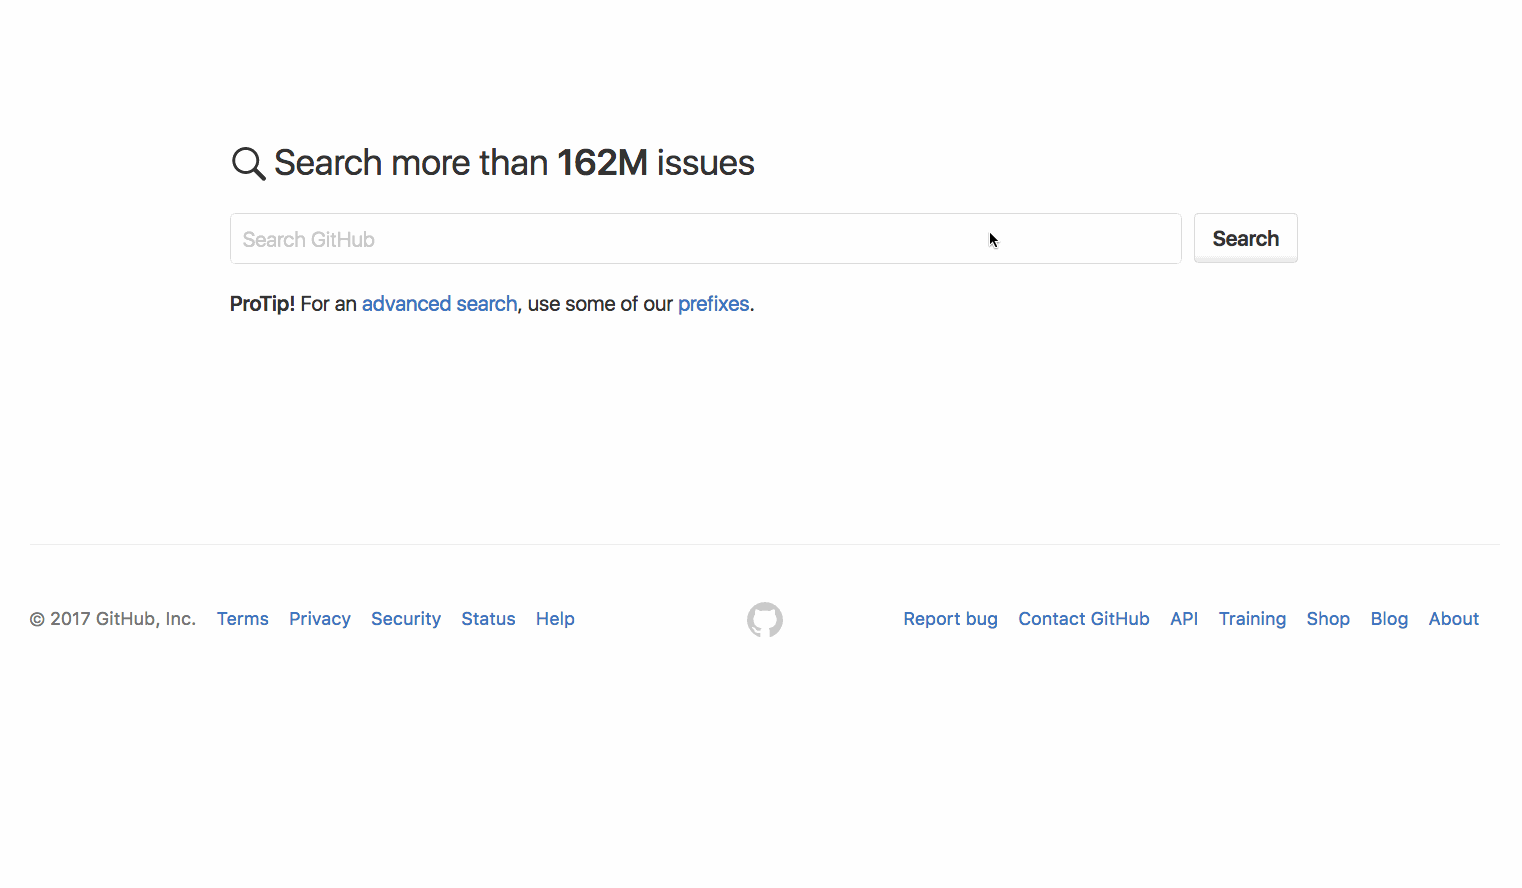 Search more than 162M issues
Search GitHub
Search
ProTip! For an advanced search, use some of our prefixes.
© 2017 GitHub, Inc. Terms Privacy Security Status Help Report bug Contact GitHub API Training Shop Blog About